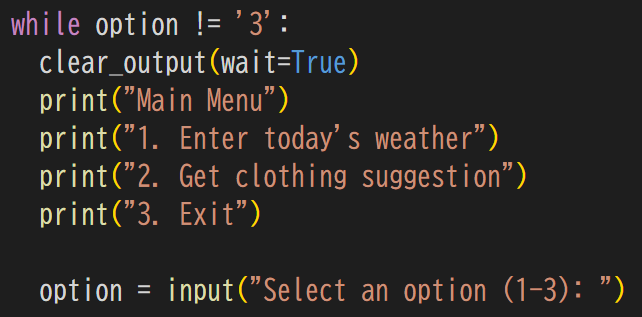 while option != '3':
  clear_output(wait=True)
  print("Main Menu")
  print("1. Enter today's weather")
  print("2. Get clothing suggestion")
  print("3. Exit")

  option = input("Select an option (1-3): ")